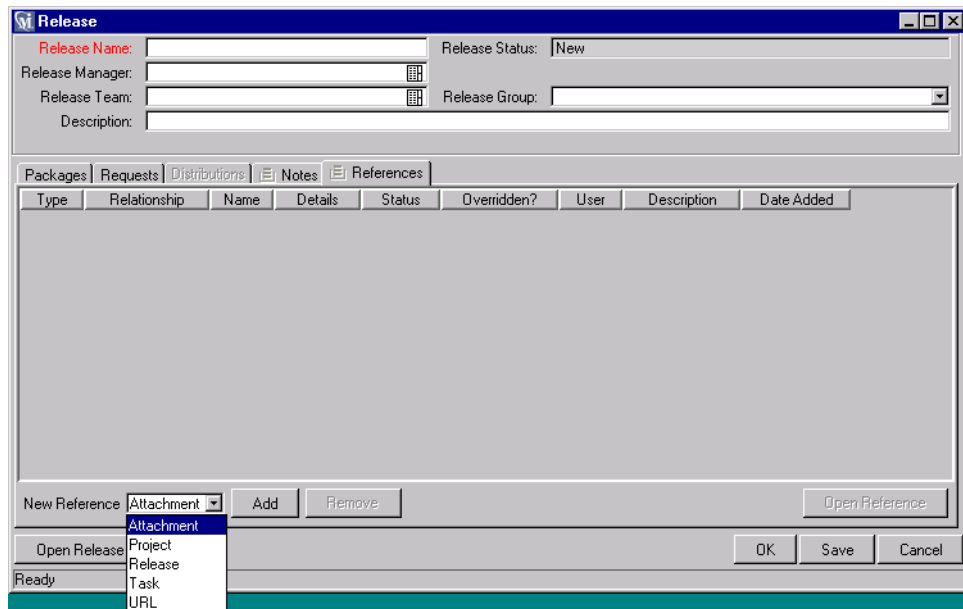 Release
Release Name: Release Status: New
Release Manager:
Release Team: Release Group:
Description:
Packages Requests Distributions Notes References
Type Relationship Name Details Status Overridden? User Description Date Added
New Reference Attachment Add Remove Open Reference
Attachment
Project
Release
Task
URL
Open Release OK Save Cancel
Ready